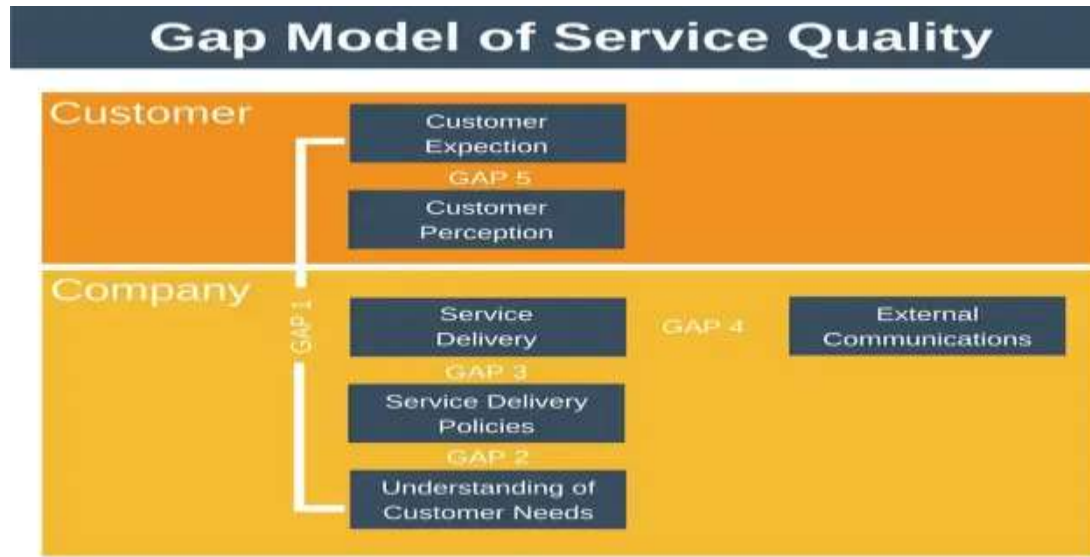 Gap Model of Service Quality
Customer
Customer
Expection
GAP 5
Customer
Perception
Company
GAP 1
Service
Delivery
GAP 4
External
Communications
GAP 3
Service Delivery
Policies
GAP 2
Understanding of
Customer Needs